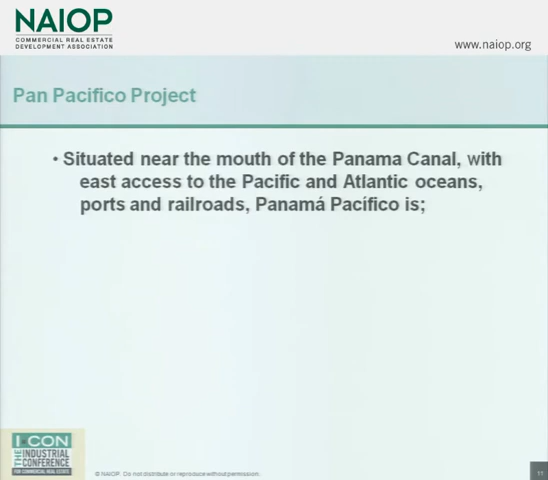 NAIOP
COMMERCIAL REAL ESTATE
DEVELOPMENT ASSOCIATION
www.naiop.org
Pan Pacifico Project
• Situated near the mouth of the Panama Canal, with
east access to the Pacific and Atlantic oceans,
ports and railroads, Panamá Pacífico is;
I.CON
THE INDUSTRIAL
CONFERENCE
FOR COMMERCIAL REAL ESTATE
© NAIOP. Do not distribute or reproduce without permission.
11